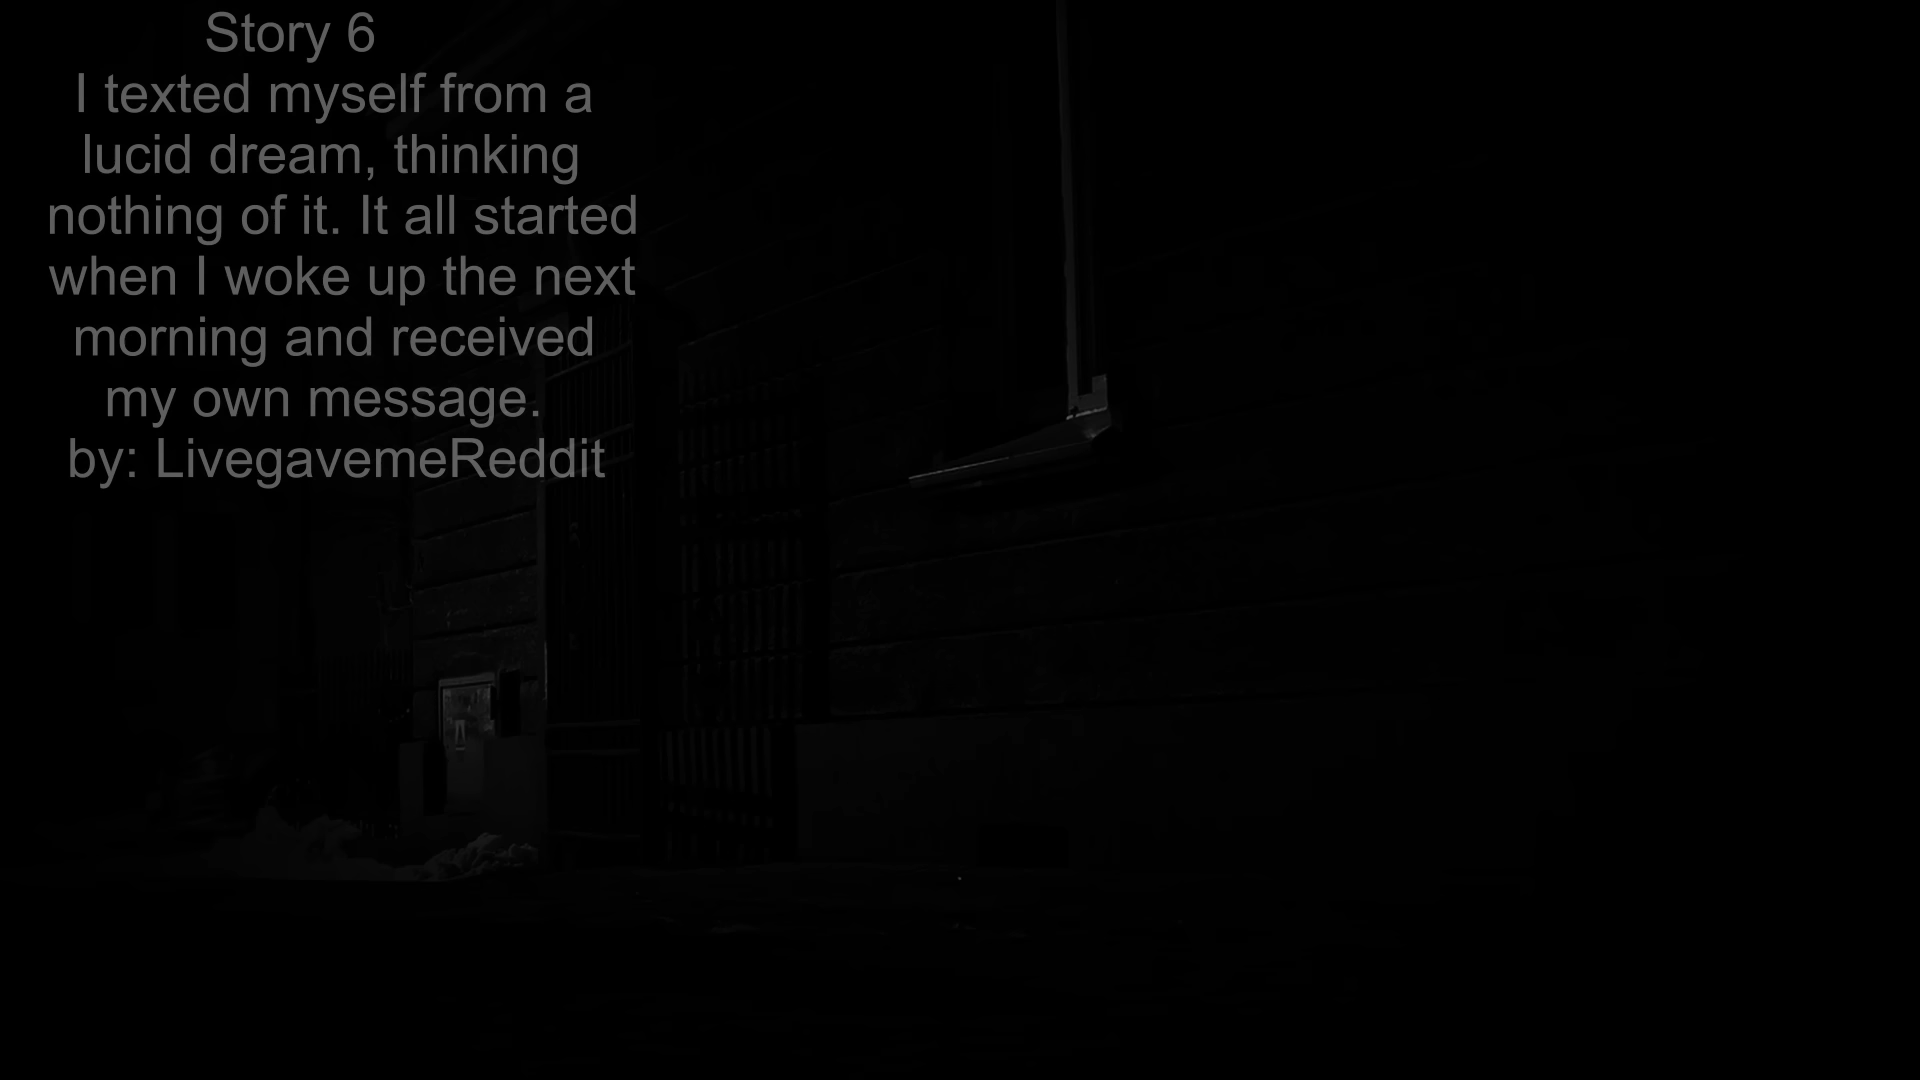 Story 6
I texted myself from a
lucid dream, thinking
nothing of it. It all started
when I woke up the next
morning and received
my own message.
by: LivegavemeReddit